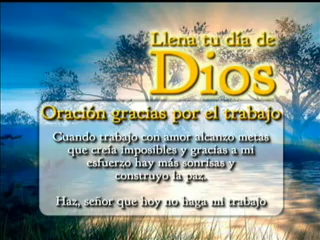 Llena tu día de
Dios
Oración gracias por el trabajo
Cuando trabajo con amor alcanzo metas
que creía imposibles y gracias a mi
esfuerzo hay más sonrisas y
construyo la paz.
Haz, señor que hoy no haga mi trabajo